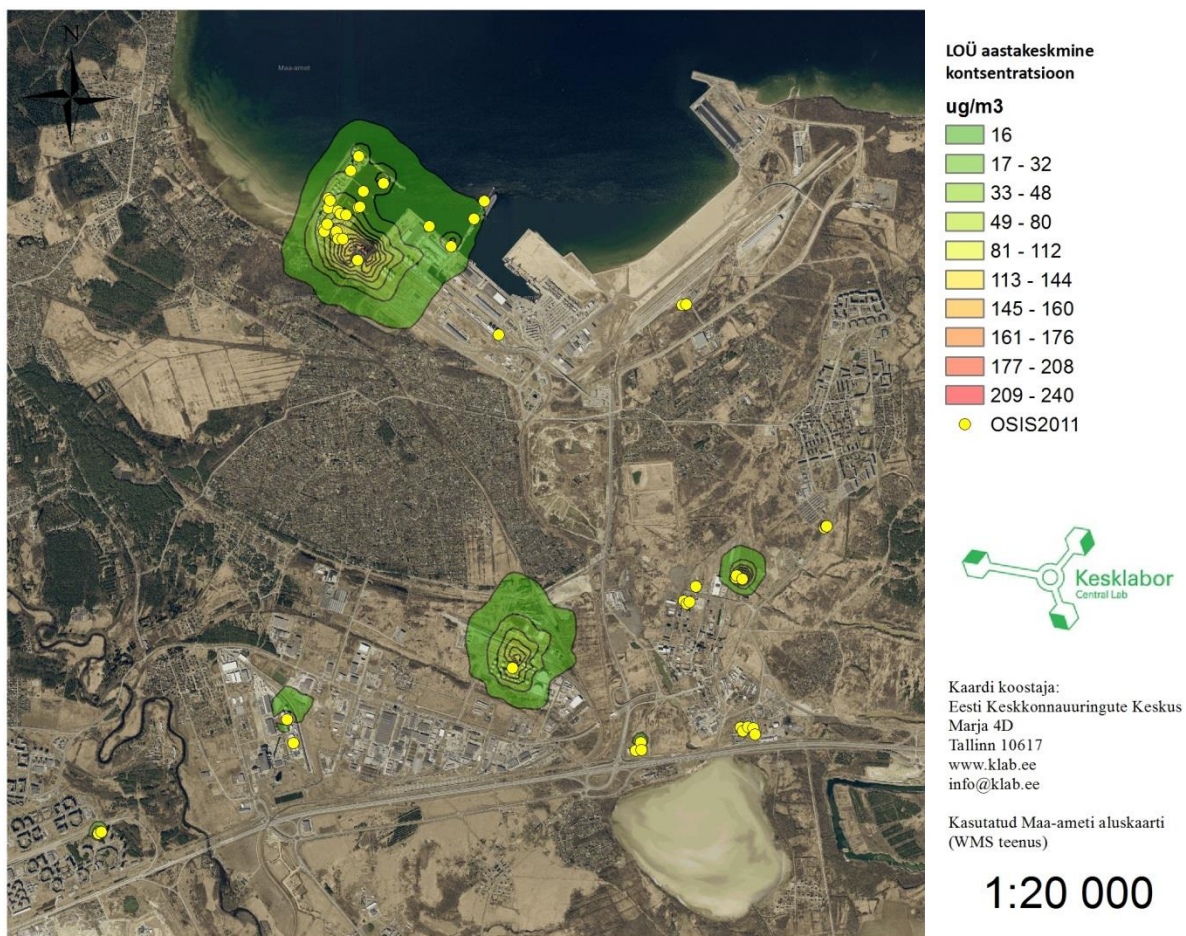 N
Maa-amet
LOÜ aastakeskmine
kontsentratsioon
ug/m3
16
17 - 32
33 - 48
49 - 80
81 - 112
113 - 144
145 - 160
161 - 176
177 - 208
209 - 240
OSIS2011
Kesklabor
Central Lab
Kaardi koostaja:
Eesti Keskkonnauuringute Keskus
Marja 4D
Tallinn 10617
www.klab.ee
info@klab.ee
Kasutatud Maa-ameti aluskaarti
(WMS teenus)
1:20 000